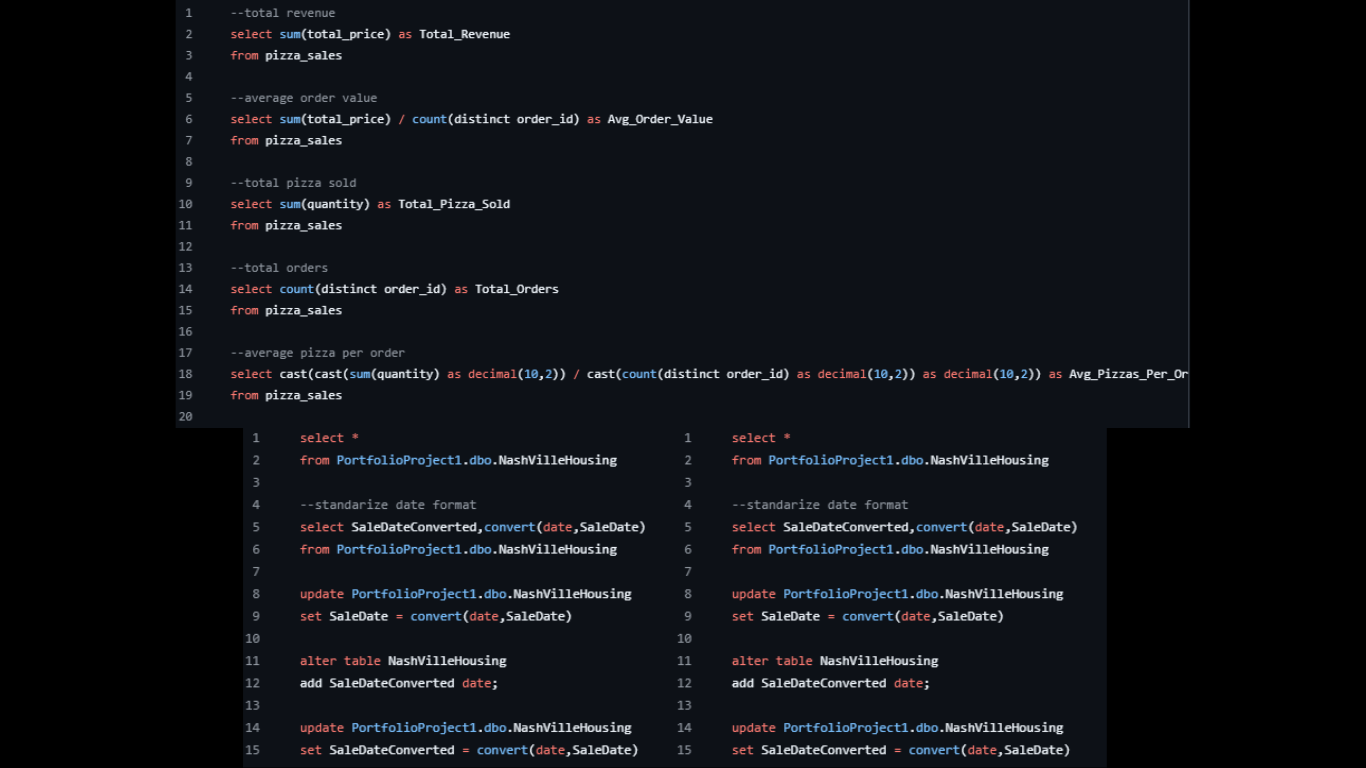 1 --total revenue
2 select sum(total_price) as Total_Revenue
3 from pizza_sales
4
5 --average order value
6 select sum(total_price) / count(distinct order_id) as Avg_Order_Value
7 from pizza_sales
8
9 --total pizza sold
10 select sum(quantity) as Total_Pizza_Sold
11 from pizza_sales
12
13 --total orders
14 select count(distinct order_id) as Total_Orders
15 from pizza_sales
16
17 --average pizza per order
18 select cast(cast(sum(quantity) as decimal(10,2)) / cast(count(distinct order_id) as decimal(10,2)) as decimal(10,2)) as Avg_Pizzas_Per_Or
19 from pizza_sales
20
1 select *
2 from PortfolioProject1.dbo.NashVilleHousing
3
4 --standarize date format
5 select SaleDateConverted,convert(date,SaleDate)
6 from PortfolioProject1.dbo.NashVilleHousing
7
8 update PortfolioProject1.dbo.NashVilleHousing
9 set SaleDate = convert(date,SaleDate)
10
11 alter table NashVilleHousing
12 add SaleDateConverted date;
13
14 update PortfolioProject1.dbo.NashVilleHousing
15 set SaleDateConverted = convert(date,SaleDate)
1 select *
2 from PortfolioProject1.dbo.NashVilleHousing
3
4 --standarize date format
5 select SaleDateConverted,convert(date,SaleDate)
6 from PortfolioProject1.dbo.NashVilleHousing
7
8 update PortfolioProject1.dbo.NashVilleHousing
9 set SaleDate = convert(date,SaleDate)
10
11 alter table NashVilleHousing
12 add SaleDateConverted date;
13
14 update PortfolioProject1.dbo.NashVilleHousing
15 set SaleDateConverted = convert(date,SaleDate)